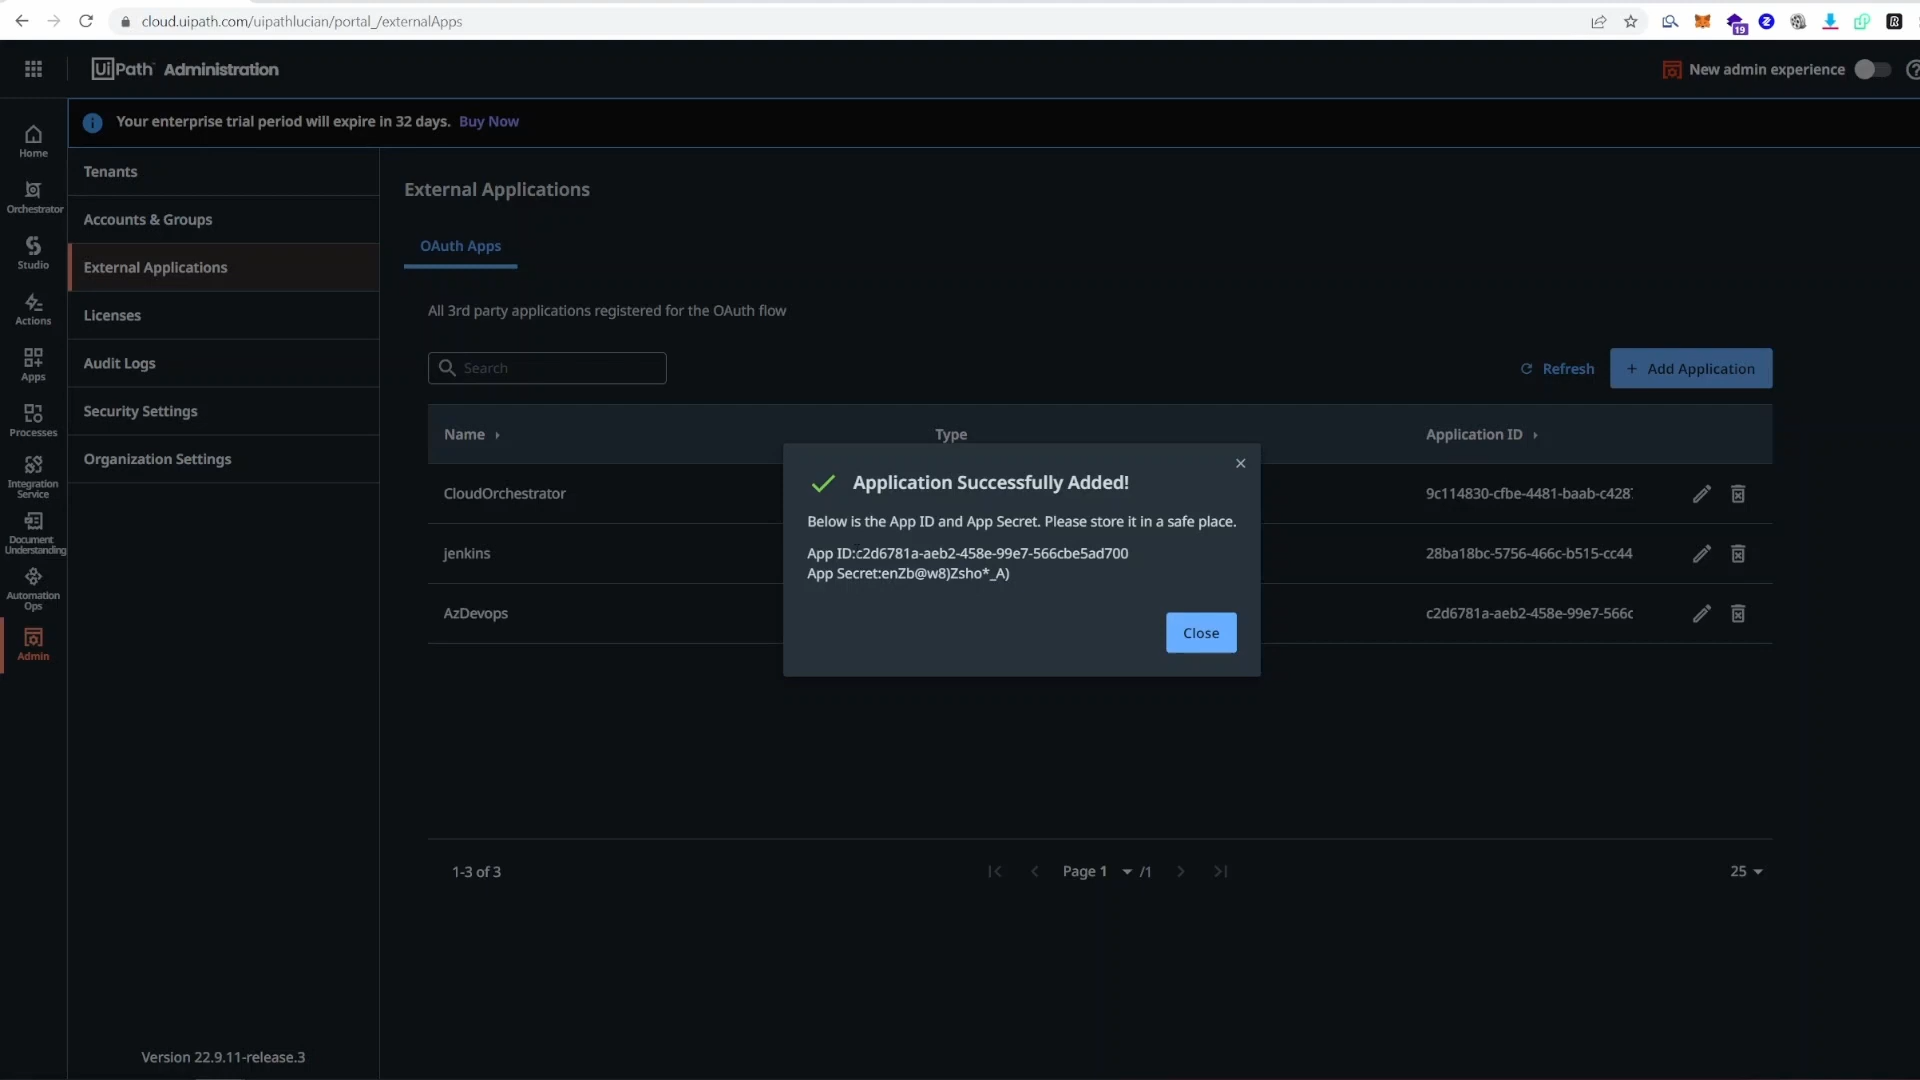 cloud.uipath.com/uipathlucian/portal_/externalApps
19
UiPath Administration
New admin experience
Your enterprise trial period will expire in 32 days. Buy Now
Home
Orchestrator
Studio
Actions
Apps
Processes
Integration
Service
Document
Understanding
Automation
Ops
Admin
Tenants
Accounts & Groups
External Applications
Licenses
Audit Logs
Security Settings
Organization Settings
Version 22.9.11-release.3
External Applications
OAuth Apps
All 3rd party applications registered for the OAuth flow
Search
Refresh
+ Add Application
Name
Type
Application ID
CloudOrchestrator
9c114830-cfbe-4481-baab-c428
jenkins
28ba18bc-5756-466c-b515-cc44
AzDevops
c2d6781a-aeb2-458e-99e7-566c
Application Successfully Added!
Below is the App ID and App Secret. Please store it in a safe place.
App ID:c2d6781a-aeb2-458e-99e7-566cbe5ad700
App Secret:enZb@w8)Zsho*_A)
Close
1-3 of 3
Page 1 /1
25